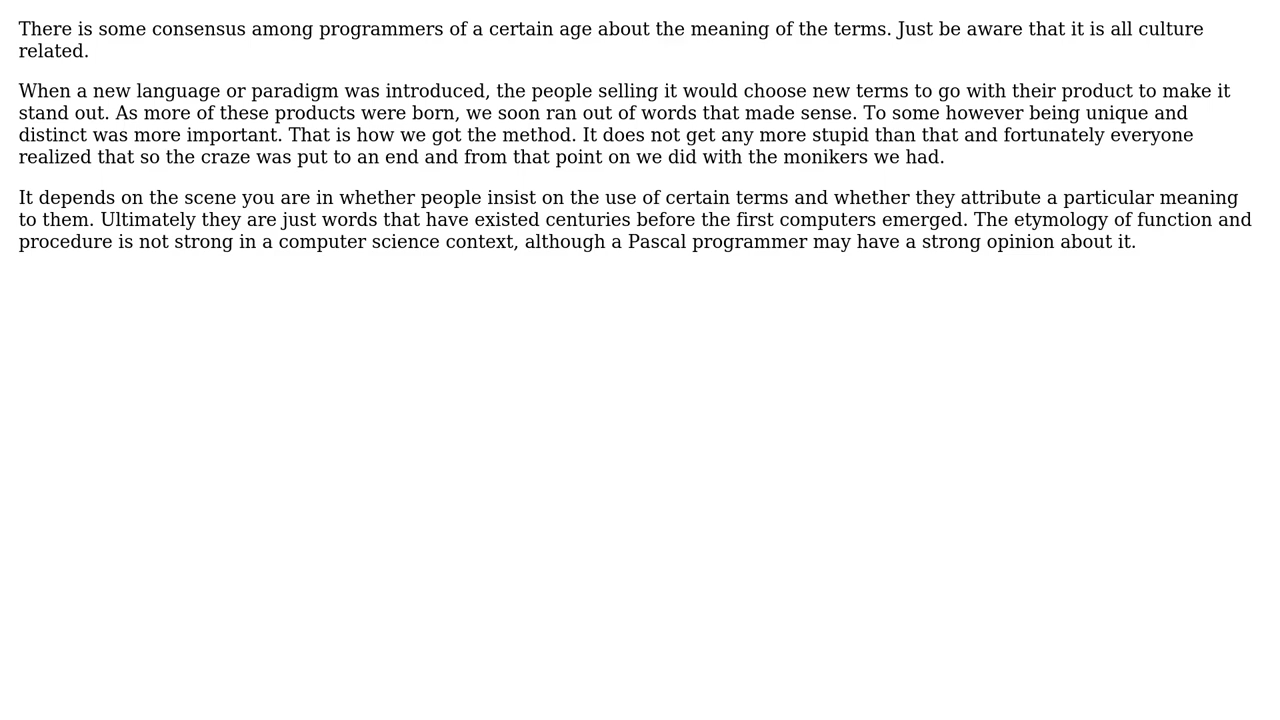 There is some consensus among programmers of a certain age about the meaning of the terms. Just be aware that it is all culture
related.
When a new language or paradigm was introduced, the people selling it would choose new terms to go with their product to make it
stand out. As more of these products were born, we soon ran out of words that made sense. To some however being unique and
distinct was more important. That is how we got the method. It does not get any more stupid than that and fortunately everyone
realized that so the craze was put to an end and from that point on we did with the monikers we had.
It depends on the scene you are in whether people insist on the use of certain terms and whether they attribute a particular meaning
to them. Ultimately they are just words that have existed centuries before the first computers emerged. The etymology of function and
procedure is not strong in a computer science context, although a Pascal programmer may have a strong opinion about it.